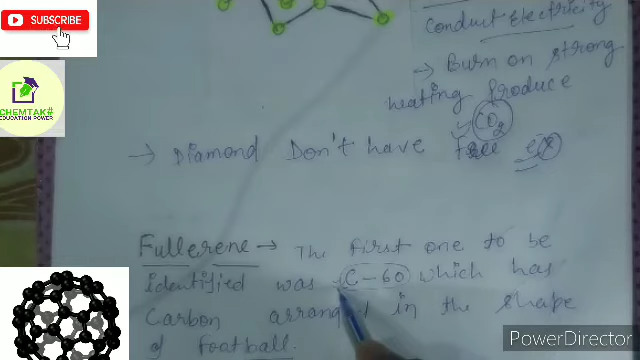 SUBSCRIBE
CHEMTAK#
EDUCATION POWER
Conduct Electricity
→ Burn on strong
heating produce
CO2
→ Diamond Don't have free e
Fullerene → The first one to be
identified was C-60 which has
Carbon arranged in the shape
of football.
PowerDirector